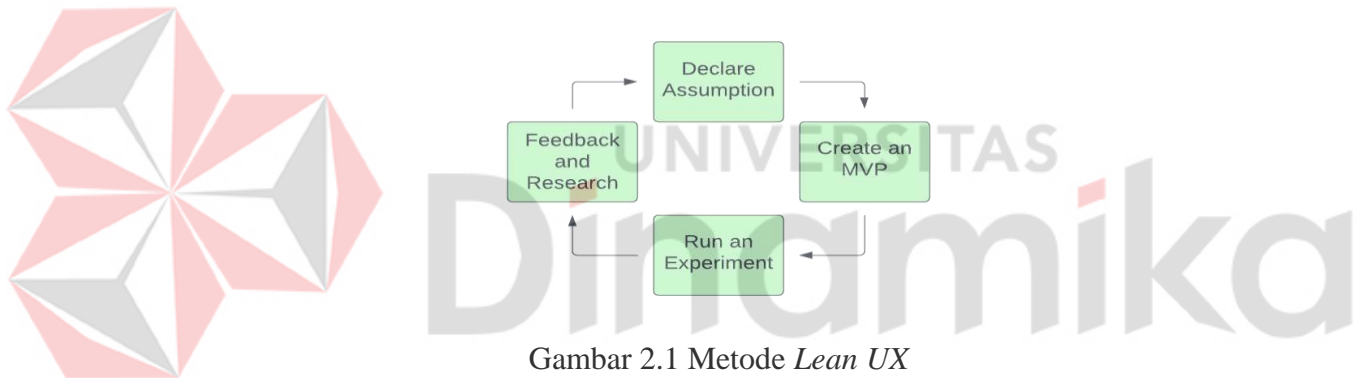 Declare
Assumption
Feedback
and
Research
Create an
MVP
Run an
Experiment
UNIVERSITAS
Dinamika
Gambar 2.1 Metode Lean UX